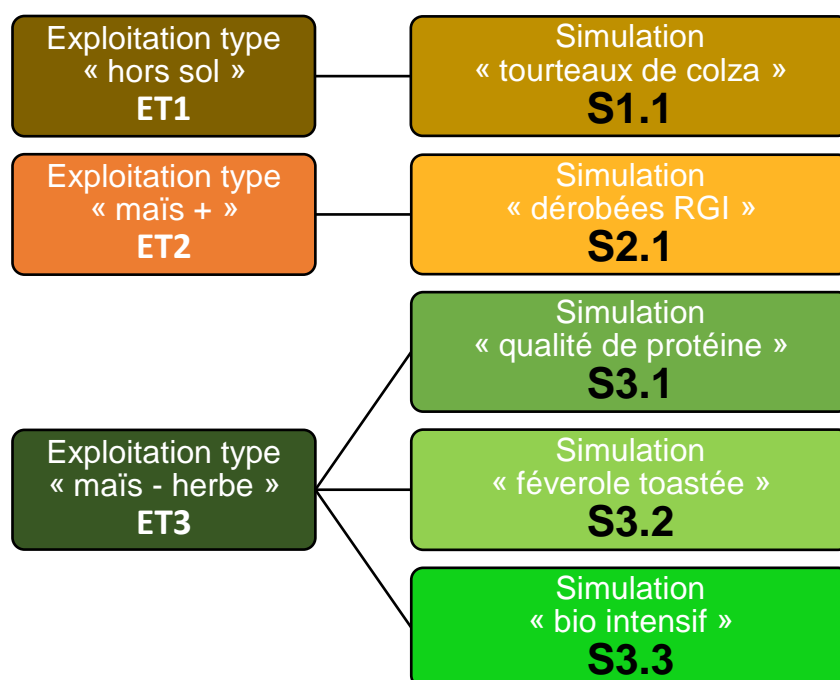 Exploitation type
« hors sol »
ET1
Simulation
« tourteaux de colza »
S1.1
Exploitation type
« maïs + »
ET2
Simulation
« dérobées RGI »
S2.1
Simulation
« qualité de protéine »
S3.1
Exploitation type
« maïs - herbe »
ET3
Simulation
« féverole toastée »
S3.2
Simulation
« bio intensif »
S3.3